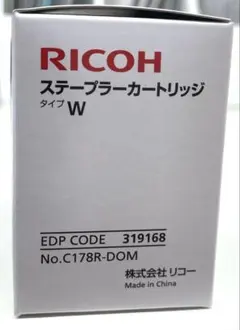 RICOH
ステープラーカートリッジ
タイプ W
EDP CODE 319168
No.C178R-DOM
株式会社 リコー
Made in China